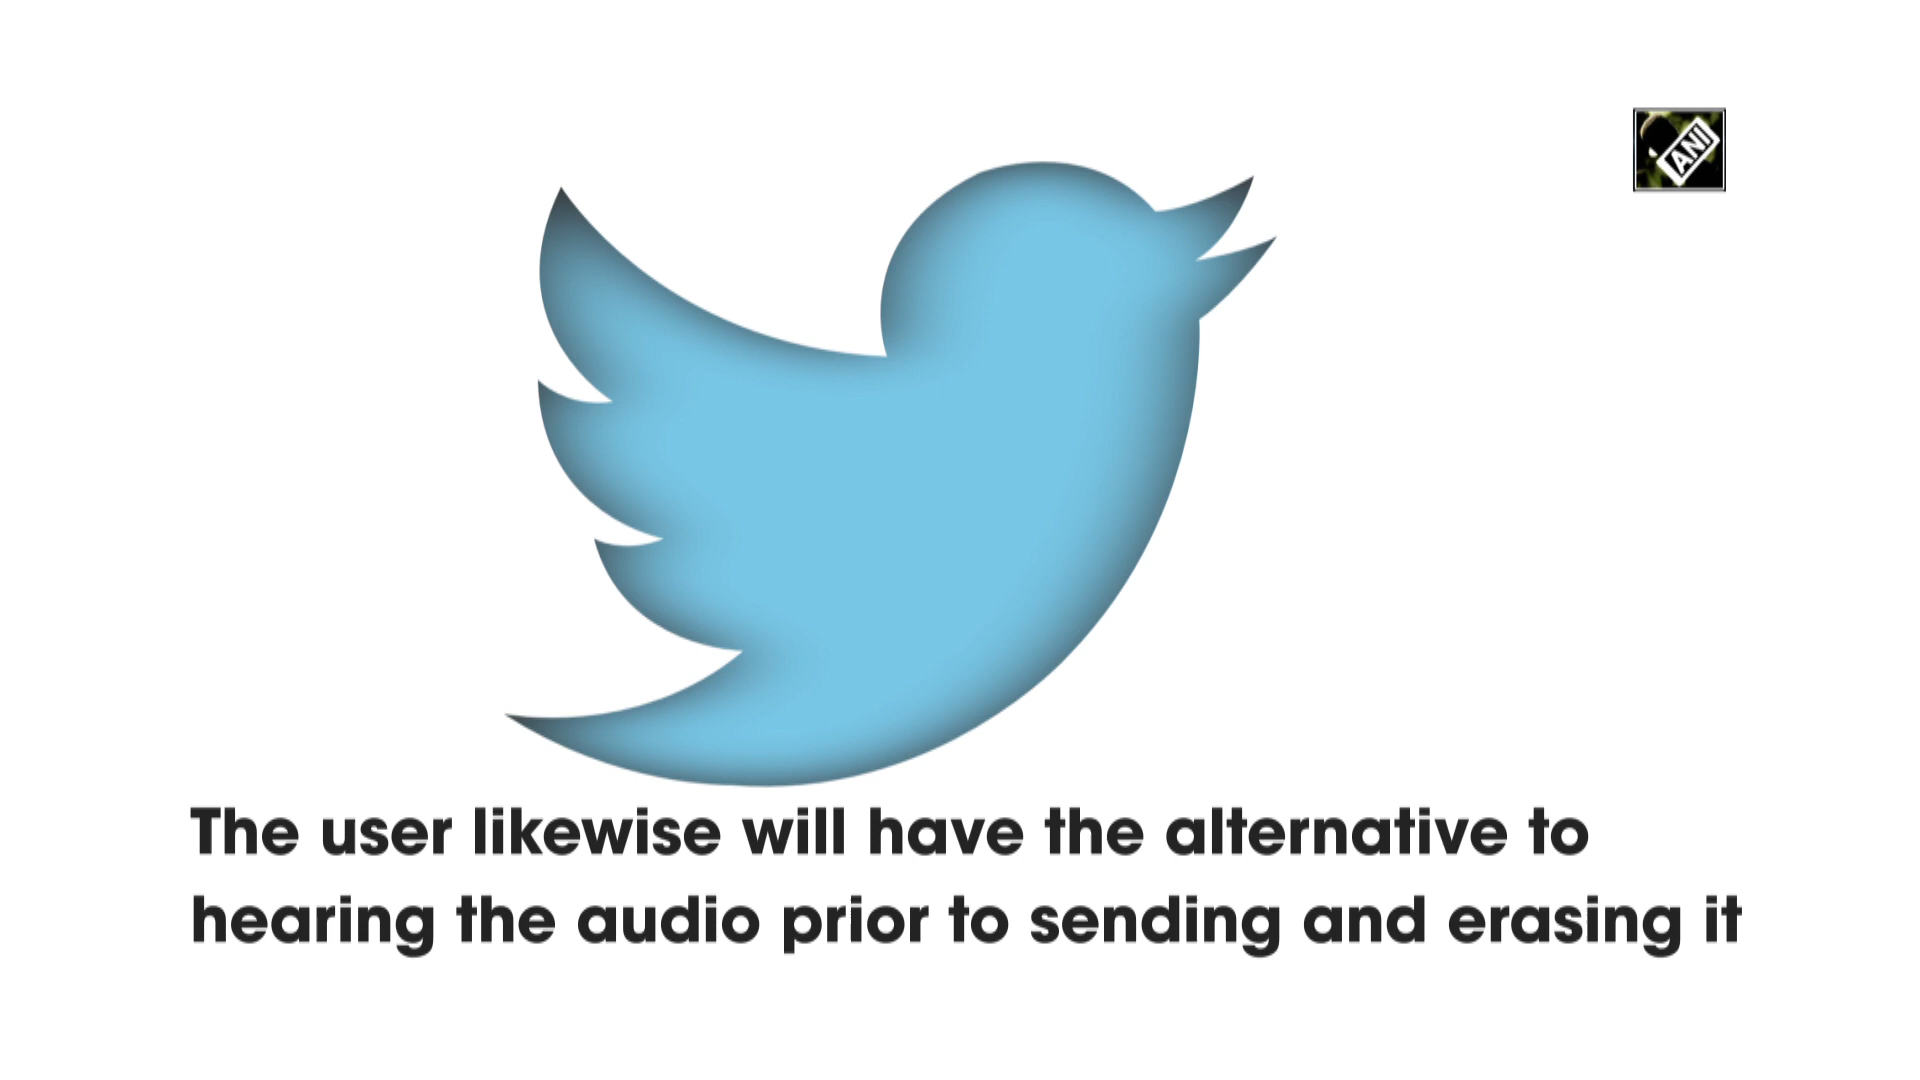 ANI
The user likewise will have the alternative to
hearing the audio prior to sending and erasing it